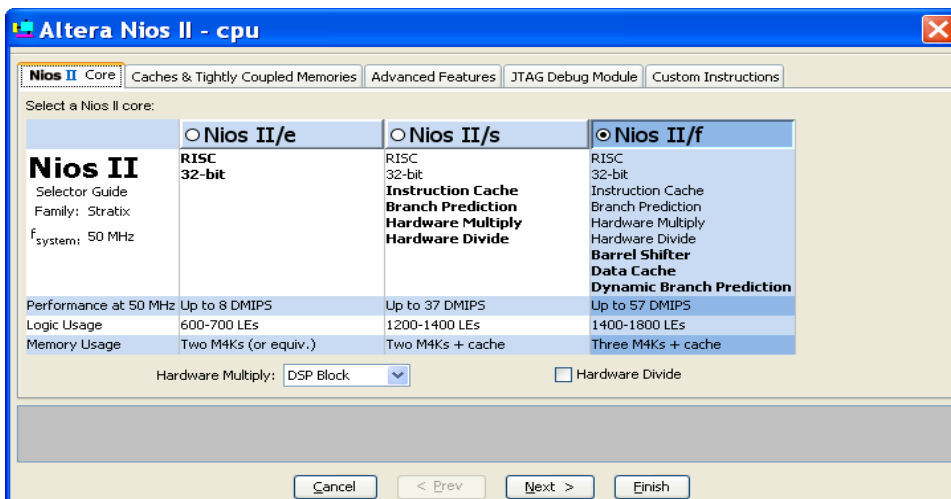 Altera Nios II - cpu
Nios II Core Caches & Tightly Coupled Memories Advanced Features JTAG Debug Module Custom Instructions
Select a Nios II core:
Nios II/e Nios II/s Nios II/f
Nios II
Selector Guide
Family: Stratix
fsystem: 50 MHz
RISC
32-bit
RISC
32-bit
Instruction Cache
Branch Prediction
Hardware Multiply
Hardware Divide
RISC
32-bit
Instruction Cache
Branch Prediction
Hardware Multiply
Hardware Divide
Barrel Shifter
Data Cache
Dynamic Branch Prediction
Performance at 50 MHz Up to 8 DMIPS Up to 37 DMIPS Up to 57 DMIPS
Logic Usage 600-700 LEs 1200-1400 LEs 1400-1800 LEs
Memory Usage Two M4Ks (or equiv.) Two M4Ks + cache Three M4Ks + cache
Hardware Multiply: DSP Block Hardware Divide
Cancel < Prev Next > Finish